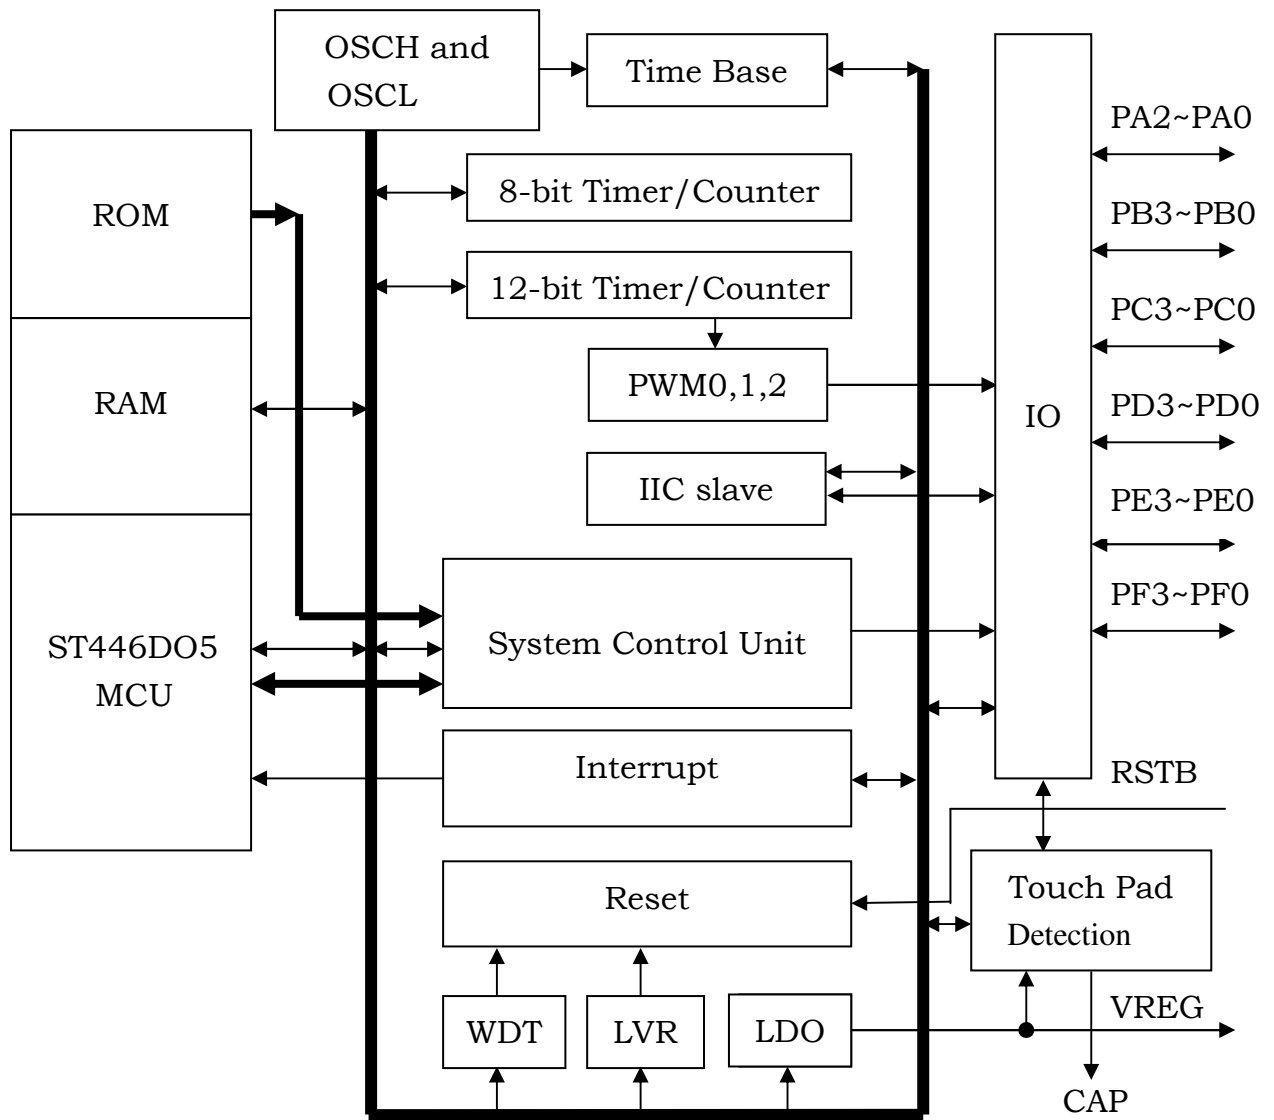 OSCH and
OSCL
Time Base
PA2~PA0
8-bit Timer/Counter
ROM
PB3~PB0
12-bit Timer/Counter
PC3~PC0
PWM0,1,2
RAM
IO
PD3~PD0
IIC slave
PE3~PE0
PF3~PF0
ST446DO5
MCU
System Control Unit
Interrupt
RSTB
Reset
Touch Pad
Detection
WDT
LVR
LDO
VREG
CAP